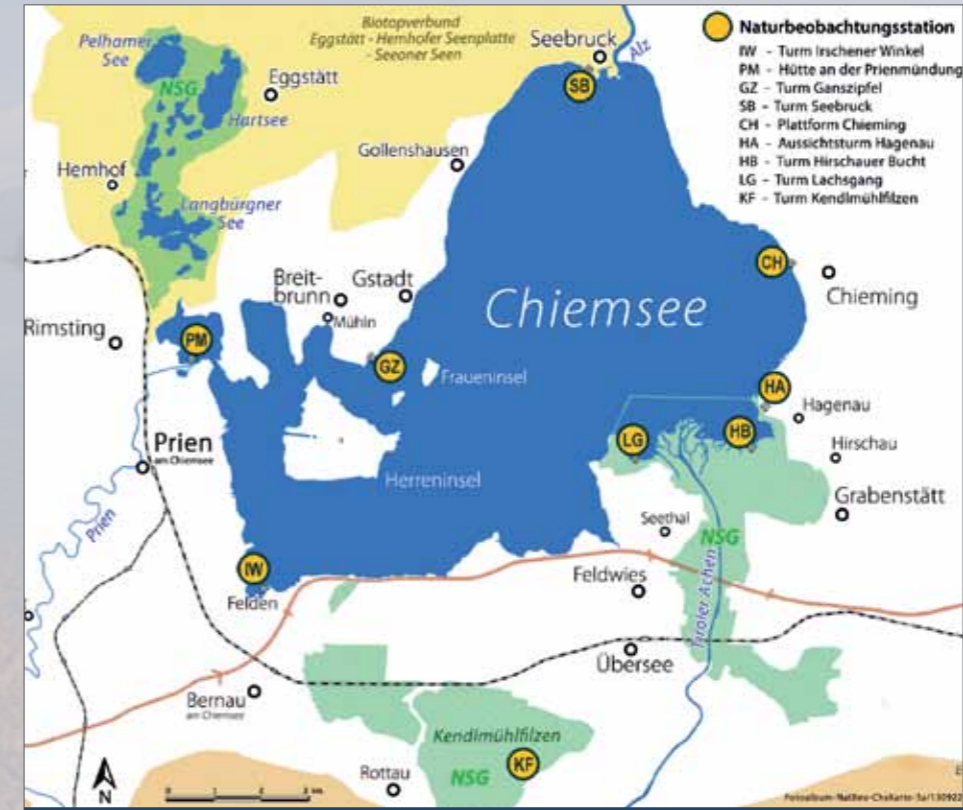 Biotopverbund
Eggstätt - Hemhofer Seenplatte
- Seeoner Seen
Pelhamer
See
NSG
Eggstätt
Hartsee
Hemhof
Langbürgner
See
Seebruck
Alz
SB
Gollenshausen
Naturbeobachtungsstation
IW - Turm Irschener Winkel
PM - Hütte an der Prienmündung
GZ - Turm Ganszipfel
SB - Turm Seebruck
CH - Plattform Chieming
HA - Aussichtsturm Hagenau
HB - Turm Hirschauer Bucht
LG - Turm Lachsgang
KF - Turm Kendlmühlfilzen
CH
Chieming
Chiemsee
Breit-
brunn
Gstadt
Mühln
Rimsting
PM
GZ
Fraueninsel
HA
Hagenau
HB
LG
Hirschau
Prien
am Chiemsee
Herreninsel
Grabenstätt
Seethal
NSG
Prien
IW
Felden
Feldwies
Tiroler Achen
Übersee
Bernau
am Chiemsee
Kendlmühlfilzen
NSG
KF
Rottau
N